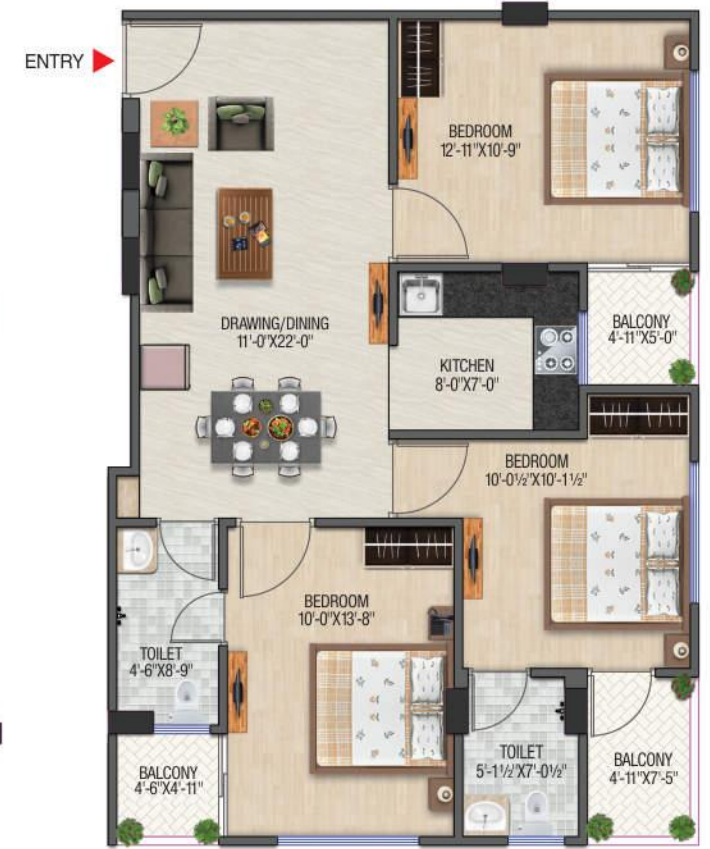 ENTRY
BEDROOM
12'-11"X10'-9"
DRAWING/DINING
11'-0"X22'-0"
BALCONY
4'-11"X5'-0"
KITCHEN
8'-0"X7'-0"
BEDROOM
10'-0½"X10'-1½"
BEDROOM
10'-0"X13'-8"
TOILET
4'-6"X8'-9"
BALCONY
4'-6"X4'-11"
TOILET
5'-1½"X7'-0½"
BALCONY
4'-11"X7'-5"